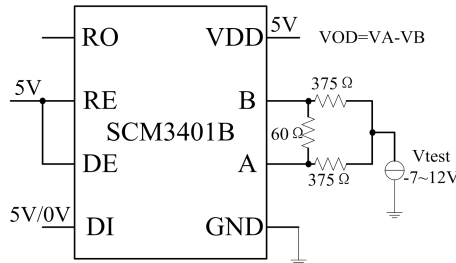 RO
VDD
5V
VOD=VA-VB
375 Ω
5V
RE
B
SCM3401B
60 Ω
DE
A
375 Ω
Vtest
-7~12V
5V/0V
DI
GND